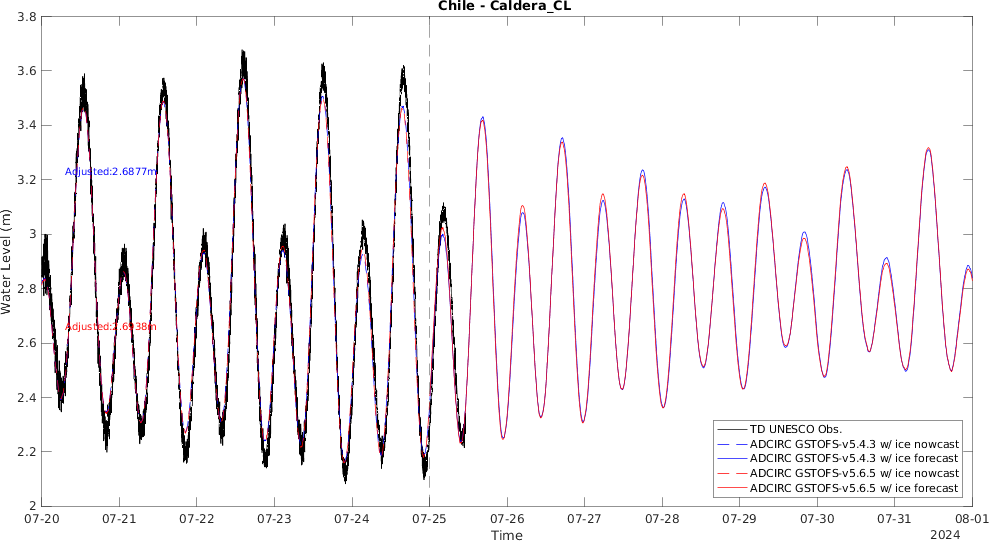 Chile - Caldera_CL
Water Level (m)
3.8
3.6
3.4
3.2
3
2.8
2.6
2.4
2.2
2
Adjusted:2.6877m
Adjusted:2.6938m
TD UNESCO Obs.
ADCIRC GSTOFS-v5.4.3 w/ ice nowcast
ADCIRC GSTOFS-v5.4.3 w/ ice forecast
ADCIRC GSTOFS-v5.6.5 w/ ice nowcast
ADCIRC GSTOFS-v5.6.5 w/ ice forecast
07-20 07-21 07-22 07-23 07-24 07-25 07-26 07-27 07-28 07-29 07-30 07-31 08-01
Time
2024